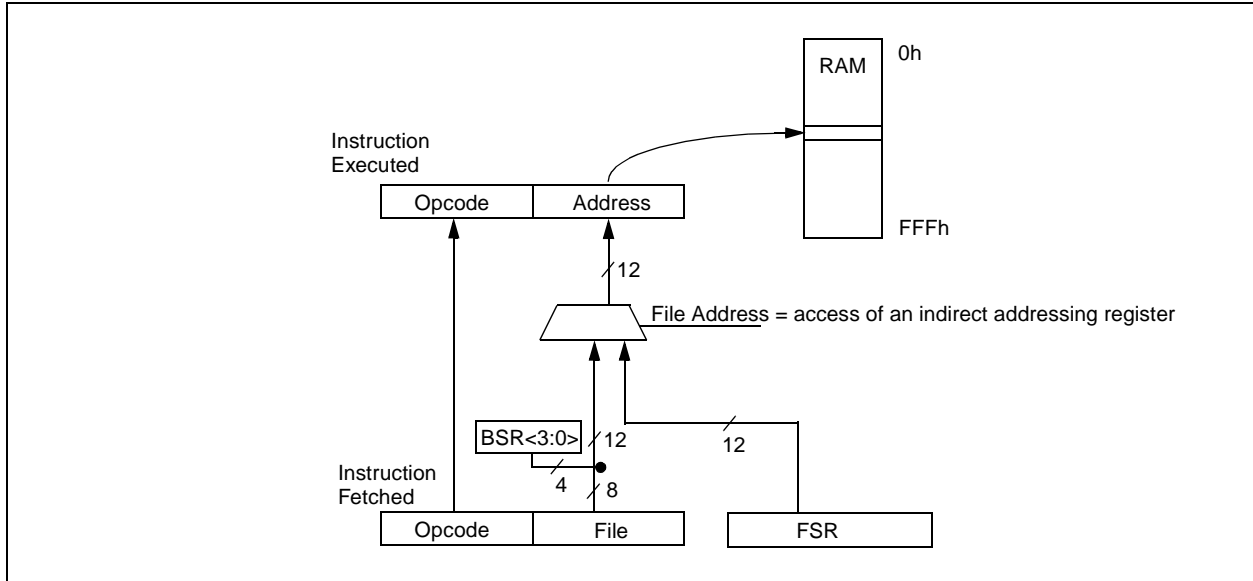 RAM
0h
Instruction
Executed
Opcode
Address
FFFh
12
File Address = access of an indirect addressing register
BSR<3:0>
12
12
4
8
Instruction
Fetched
Opcode
File
FSR